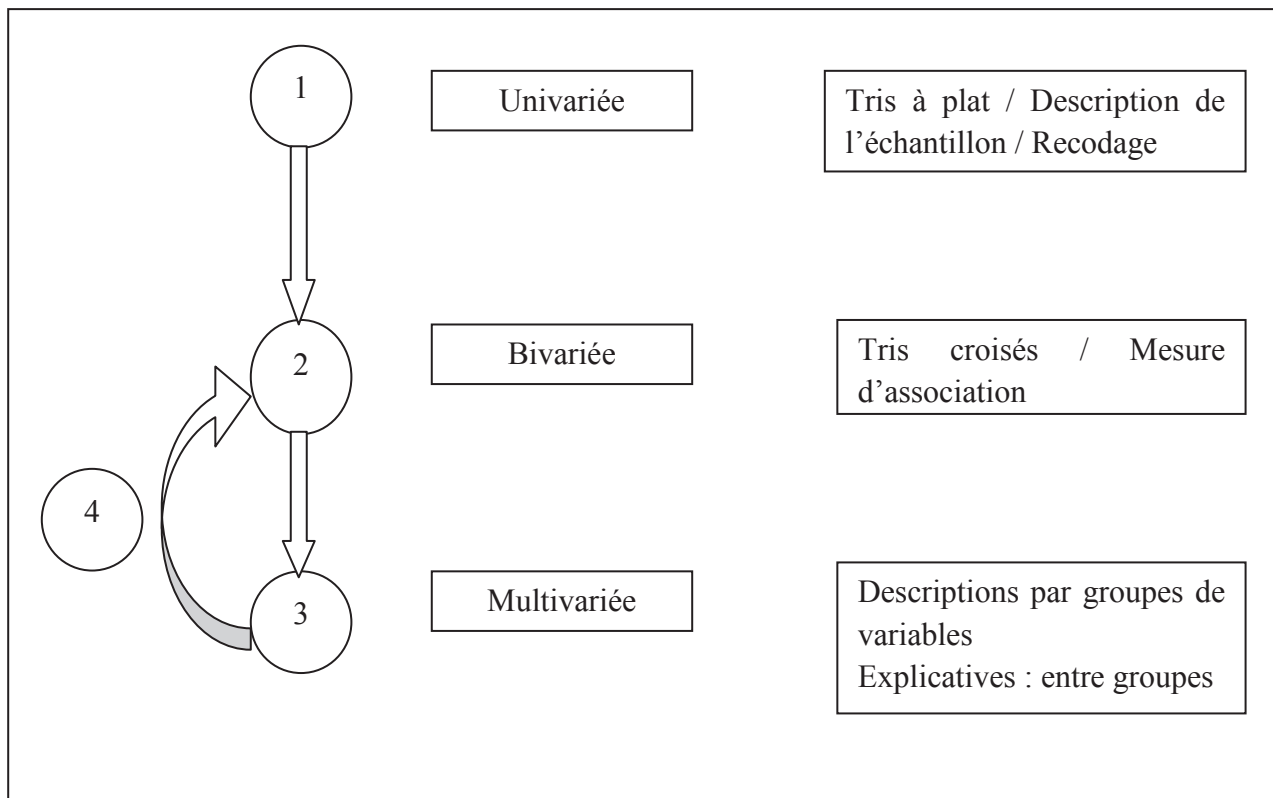 1
Univariée
Tris à plat / Description de
l’échantillon / Recodage
2
Bivariée
Tris croisés / Mesure
d’association
4
3
Multivariée
Descriptions par groupes de
variables
Explicatives : entre groupes